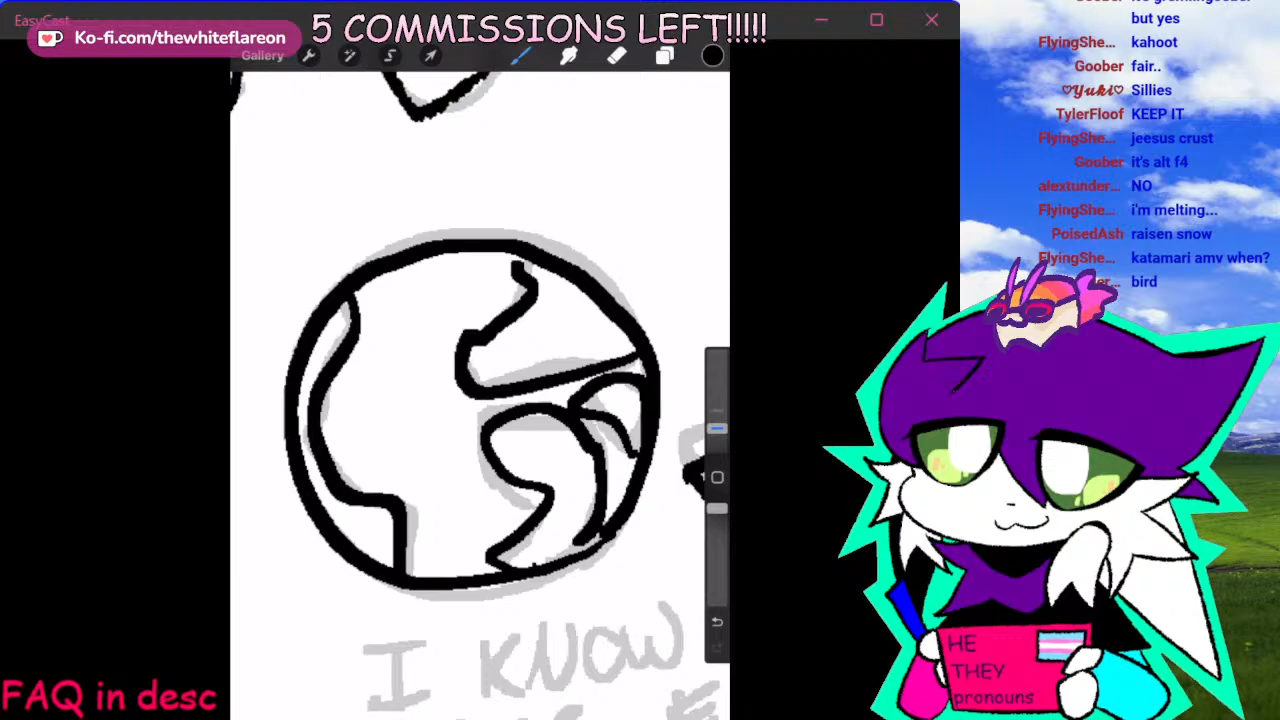 EasyCast
Ko-fi.com/thewhiteflareon
5 COMMISSIONS LEFT!!!!!
Gallery
but yes
FlyingShe... kahoot
Goober fair..
♡Yuki♡ Sillies
TylerFloof KEEP IT
FlyingShe... jeesus crust
Goober it's alt f4
alextunder... NO
FlyingShe... i'm melting...
PoisedAsh raisen snow
FlyingShe... katamari amv when?
bird
I KNOW
HE
THEY
pronouns
FAQ in desc